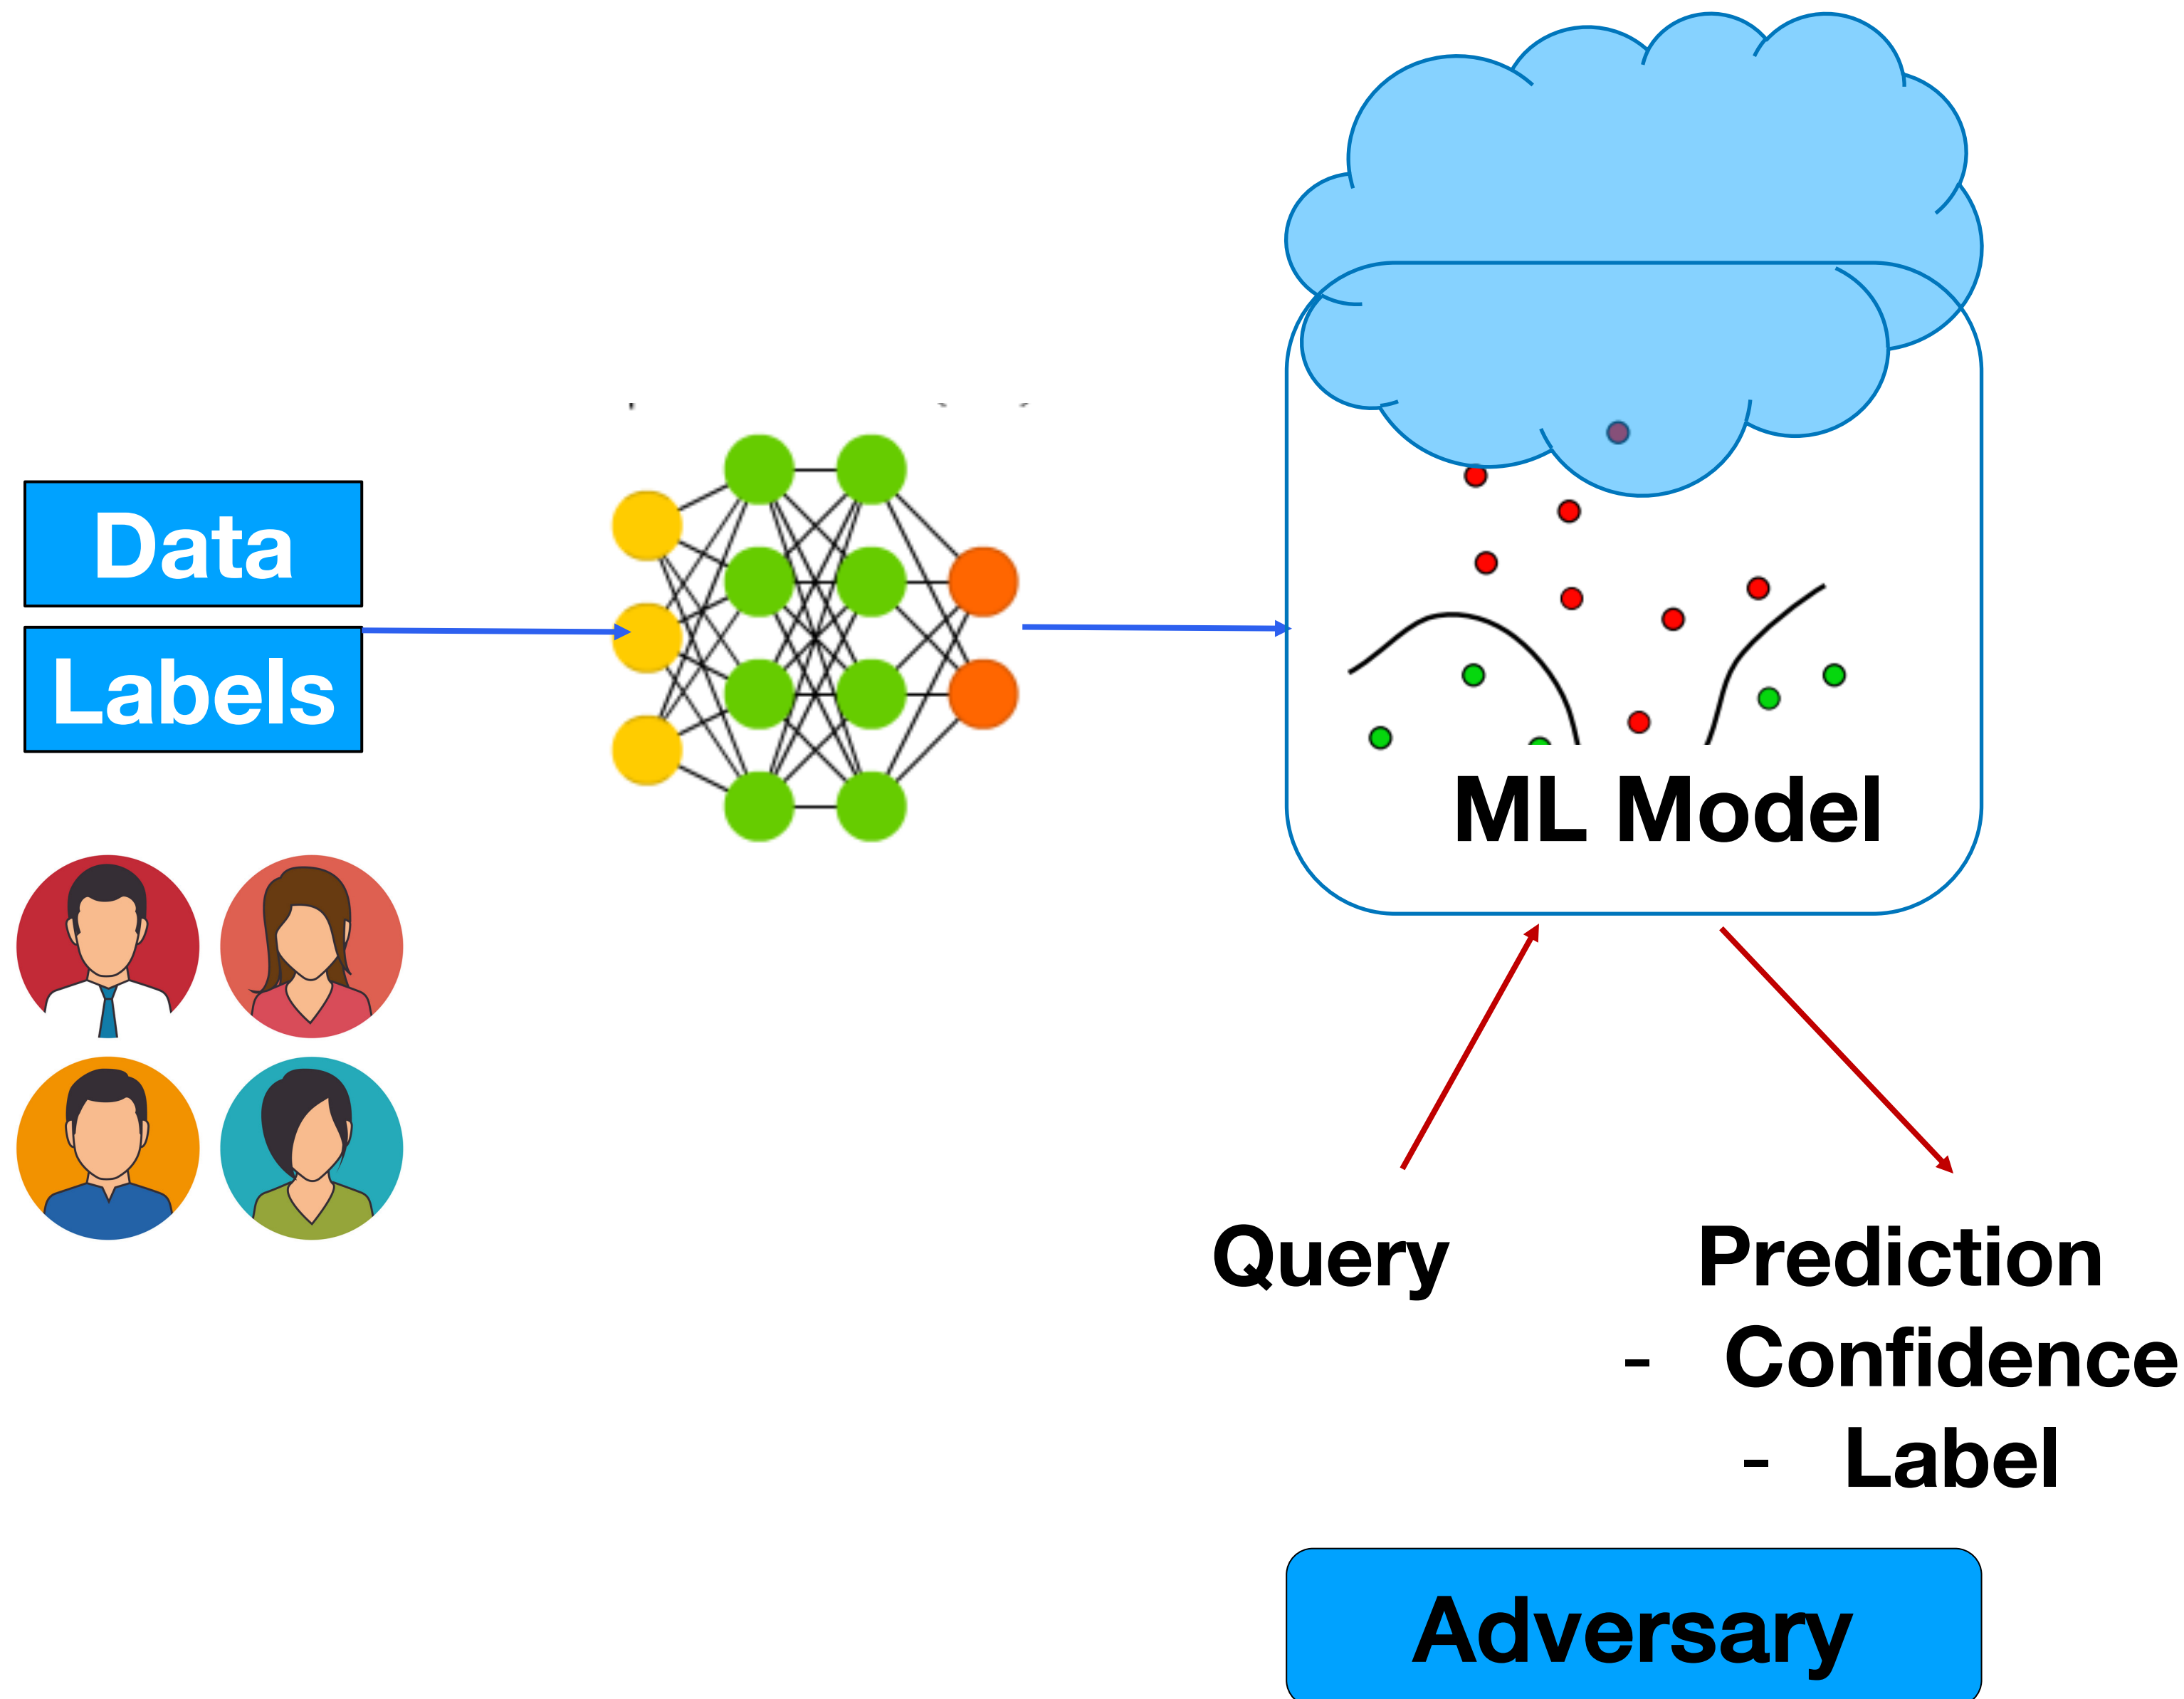 Data
Labels
ML Model
Query
Prediction
- Confidence
- Label
Adversary